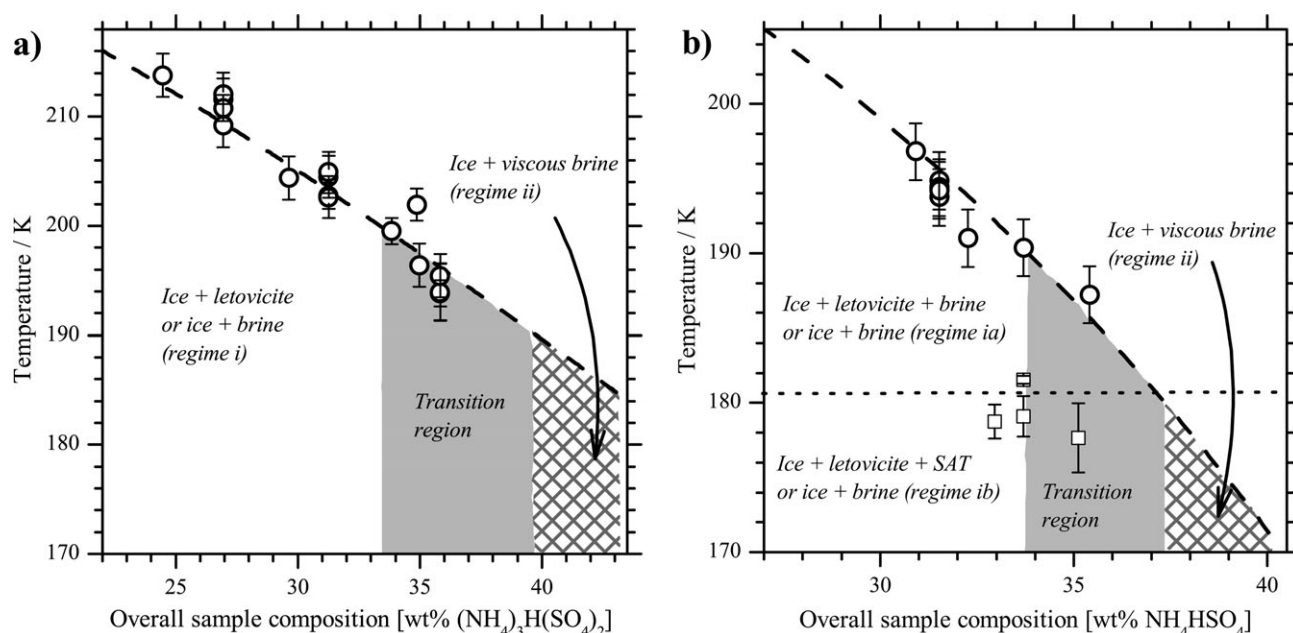 a)
Temperature / K
210
200
190
180
170
25
30
35
40
Overall sample composition [wt% (NH4)3H(SO4)2]
Ice + viscous brine
(regime ii)
Ice + letovicite
or ice + brine
(regime i)
Transition
region
b)
Temperature / K
200
190
180
170
30
35
40
Overall sample composition [wt% NH4HSO4]
Ice + viscous brine
(regime ii)
Ice + letovicite + brine
or ice + brine (regime ia)
Ice + letovicite + SAT
or ice + brine (regime ib)
Transition
region